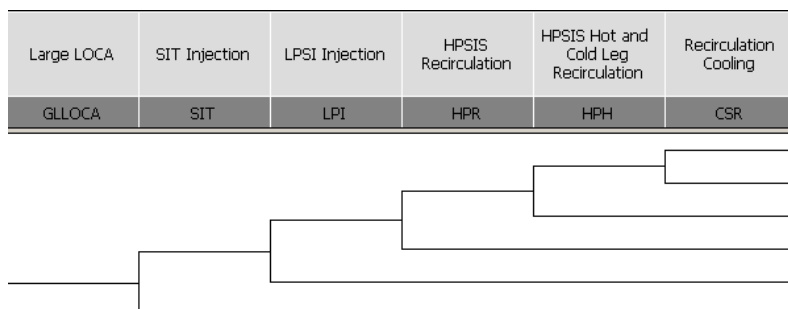 Large LOCA
SIT Injection
LPSI Injection
HPSIS
Recirculation
HPSIS Hot and
Cold Leg
Recirculation
Recirculation
Cooling
GLLOCA
SIT
LPI
HPR
HPH
CSR